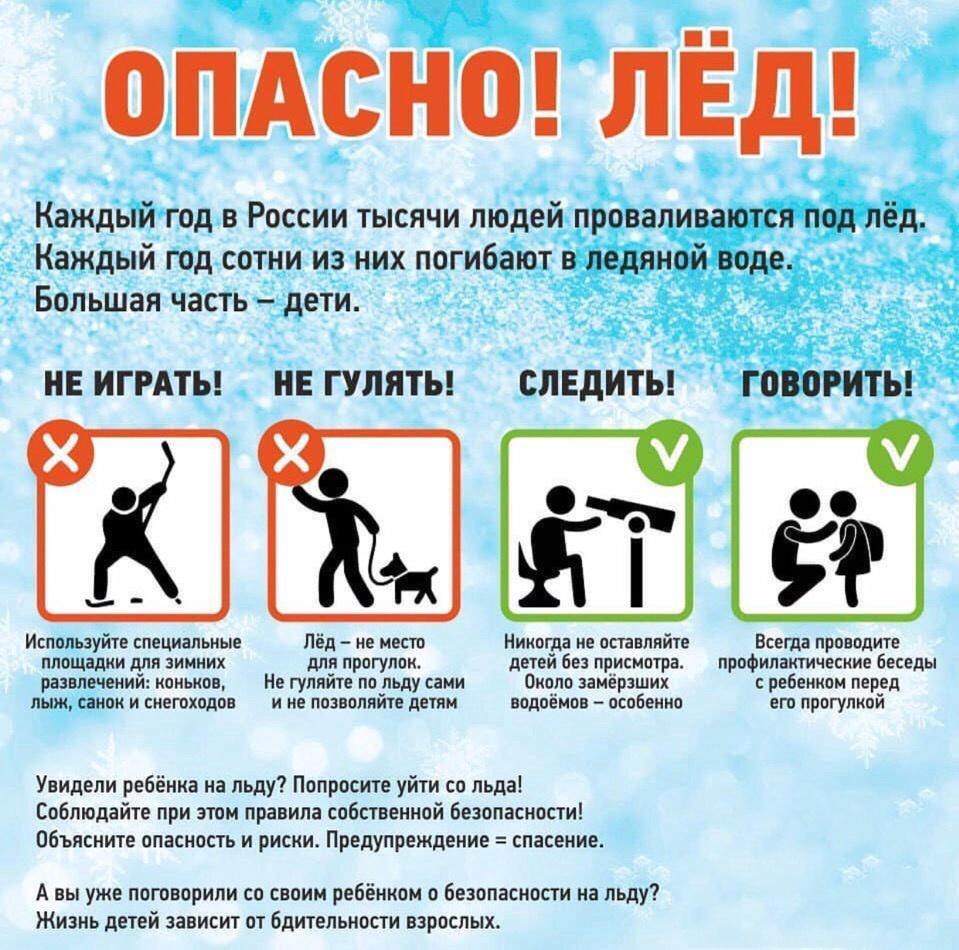 ОПАСНО! ЛЁД!
Каждый год в России тысячи людей проваливаются под лёд.
Каждый год сотни из них погибают в ледяной воде.
Большая часть – дети.
НЕ ИГРАТЬ!
Используйте специальные
площадки для зимних
развлечений: коньков,
лыж, санок и снегоходов
НЕ ГУЛЯТЬ!
Лёд – не место
для прогулок.
Не гуляйте по льду сами
и не позволяйте детям
СЛЕДИТЬ!
Никогда не оставляйте
детей без присмотра.
Около замёрзших
водоёмов – особенно
ГОВОРИТЬ!
Всегда проводите
профилактические беседы
с ребенком перед
его прогулкой
Увидели ребёнка на льду? Попросите уйти со льда!
Соблюдайте при этом правила собственной безопасности!
Объясните опасность и риски. Предупреждение = спасение.
А вы уже поговорили со своим ребёнком о безопасности на льду?
Жизнь детей зависит от бдительности взрослых.